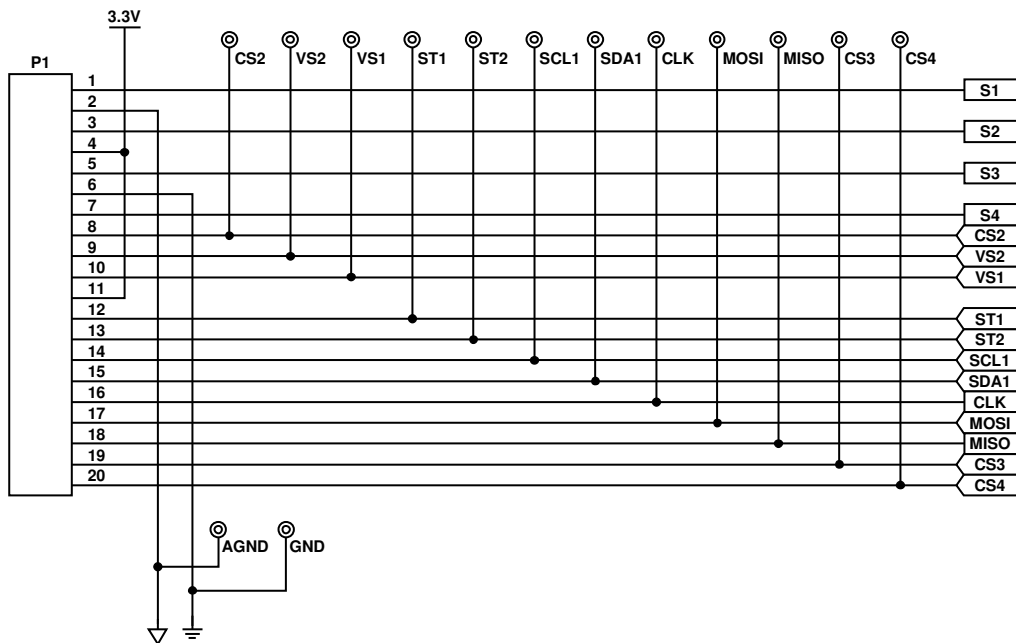 3.3V
P1
CS2 VS2 VS1 ST1 ST2 SCL1 SDA1 CLK MOSI MISO CS3 CS4
1 S1
2
3 S2
4
5 S3
6
7 S4
8 CS2
9 VS2
10 VS1
11
12 ST1
13 ST2
14 SCL1
15 SDA1
16 CLK
17 MOSI
18 MISO
19 CS3
20 CS4
AGND GND